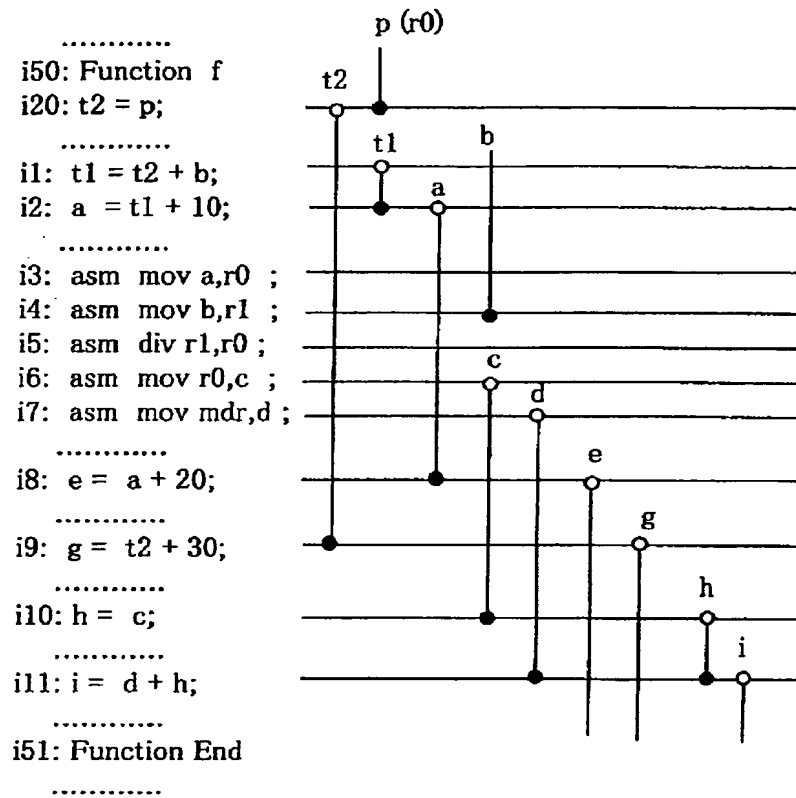 p (r0)
............
i50: Function f
t2
i20: t2 = p;
............
t1
b
i1: t1 = t2 + b;
a
i2: a = t1 + 10;
............
i3: asm mov a,r0 ;
i4: asm mov b,r1 ;
i5: asm div r1,r0 ;
c
i6: asm mov r0,c ;
d
i7: asm mov mdr,d ;
............
e
i8: e = a + 20;
............
g
i9: g = t2 + 30;
............
h
i10: h = c;
............
i
i11: i = d + h;
............
i51: Function End
............